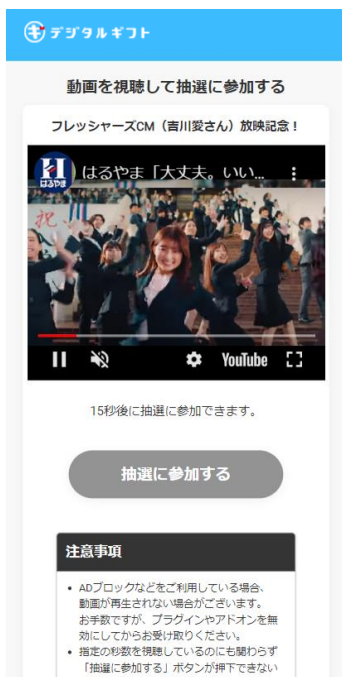 デジタルギフト
動画を視聴して抽選に参加する
フレッシャーズCM（吉川愛さん）放映記念！
はるやま「大丈夫。いい...
H
はるやま
祝
YouTube
15秒後に抽選に参加できます。
抽選に参加する
注意事項
• ADブロックなどをご利用している場合、
動画が再生されない場合がございます。
お手数ですが、プラグインやアドオンを無
効にしてからお受け取りください。
• 指定の秒数を視聴しているのにも関わらず
「抽選に参加する」ボタンが押下できない